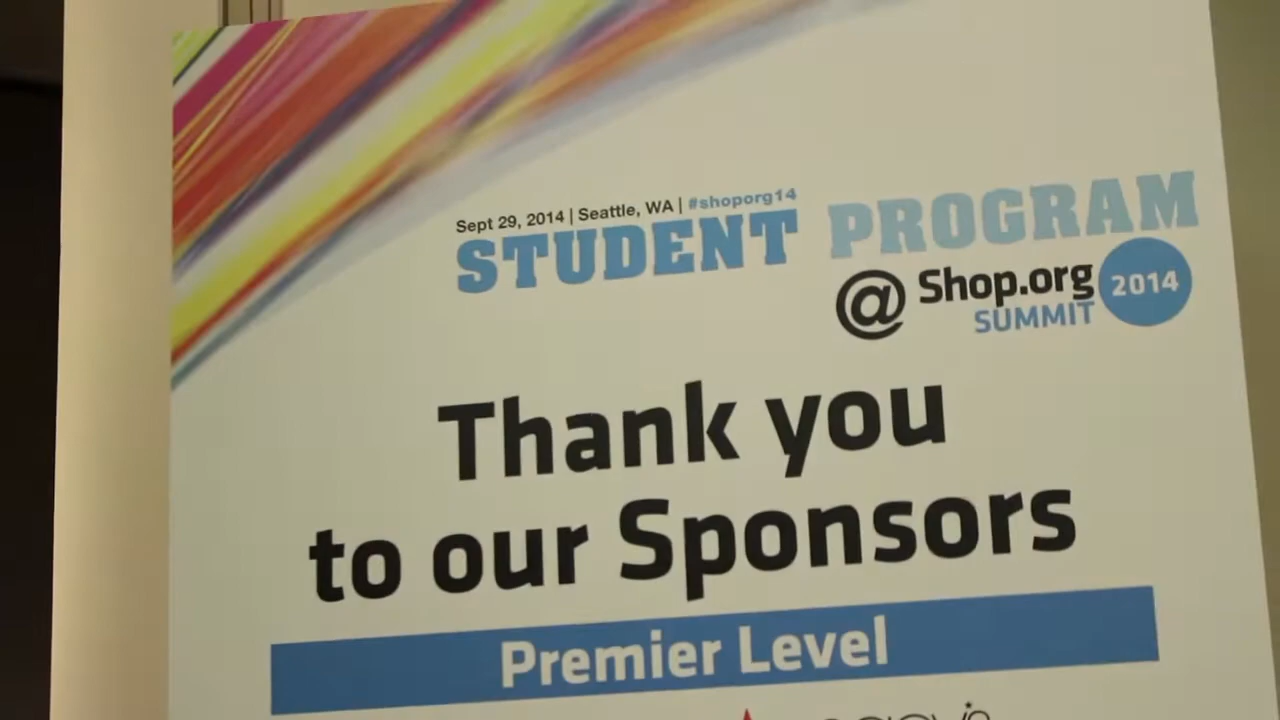 Sept 29, 2014 | Seattle, WA | #shoporg14
STUDENT PROGRAM
@ Shop.org 2014
SUMMIT
Thank you
to our Sponsors
Premier Level